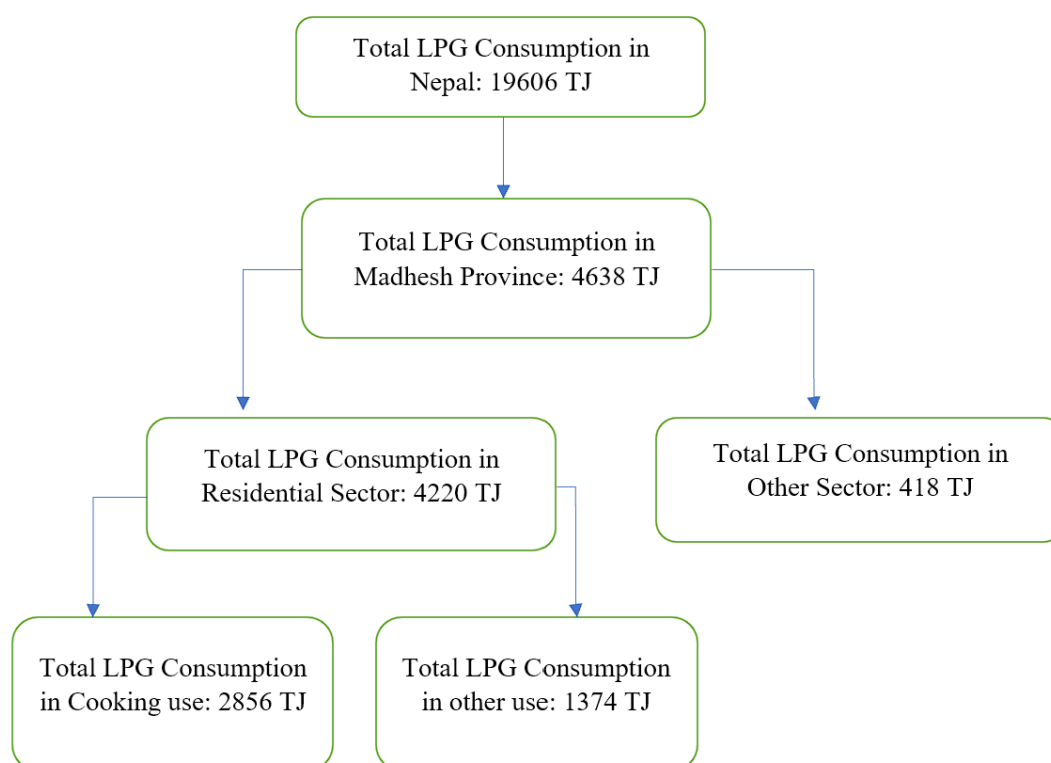 Total LPG Consumption in
Nepal: 19606 TJ
Total LPG Consumption in
Madhesh Province: 4638 TJ
Total LPG Consumption in
Residential Sector: 4220 TJ
Total LPG Consumption in
Other Sector: 418 TJ
Total LPG Consumption
in Cooking use: 2856 TJ
Total LPG Consumption
in other use: 1374 TJ